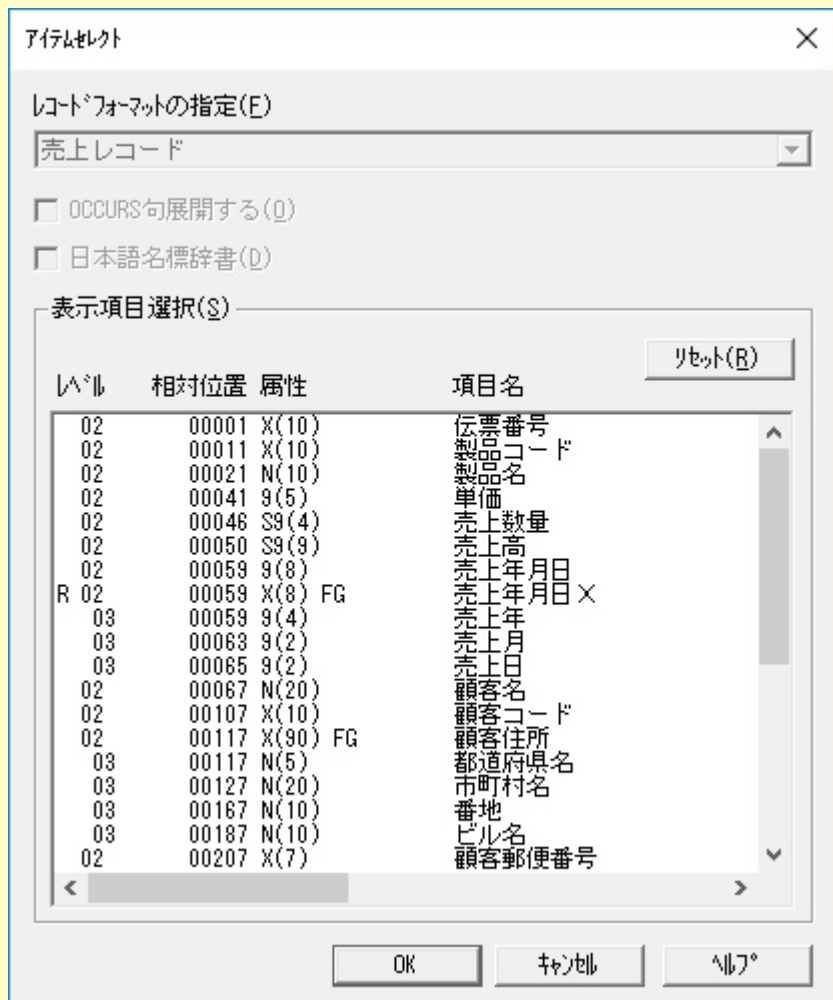 ｱｲﾃﾑｾﾚｸﾄ
ﾚｺｰﾄﾞﾌｫｰﾏｯﾄの指定(F)
売上レコード
OCCURS句展開する(O)
日本語名標辞書(D)
表示項目選択(S)
ﾘｾｯﾄ(R)
ﾚﾍﾞﾙ 相対位置 属性 項目名
02 00001 X(10) 伝票番号
02 00011 X(10) 製品コード
02 00021 N(10) 製品名
02 00041 9(5) 単価
02 00046 S9(4) 売上数量
02 00050 S9(9) 売上高
02 00059 9(8) 売上年月日
R 02 00059 X(8) FG 売上年月日Ｘ
03 00059 9(4) 売上年
03 00063 9(2) 売上月
03 00065 9(2) 売上日
02 00067 N(20) 顧客名
02 00107 X(10) 顧客コード
02 00117 X(90) FG 顧客住所
03 00117 N(5) 都道府県名
03 00127 N(20) 市町村名
03 00167 N(10) 番地
03 00187 N(10) ビル名
02 00207 X(7) 顧客郵便番号
OK ｷｬﾝｾﾙ ﾍﾙﾌﾟ